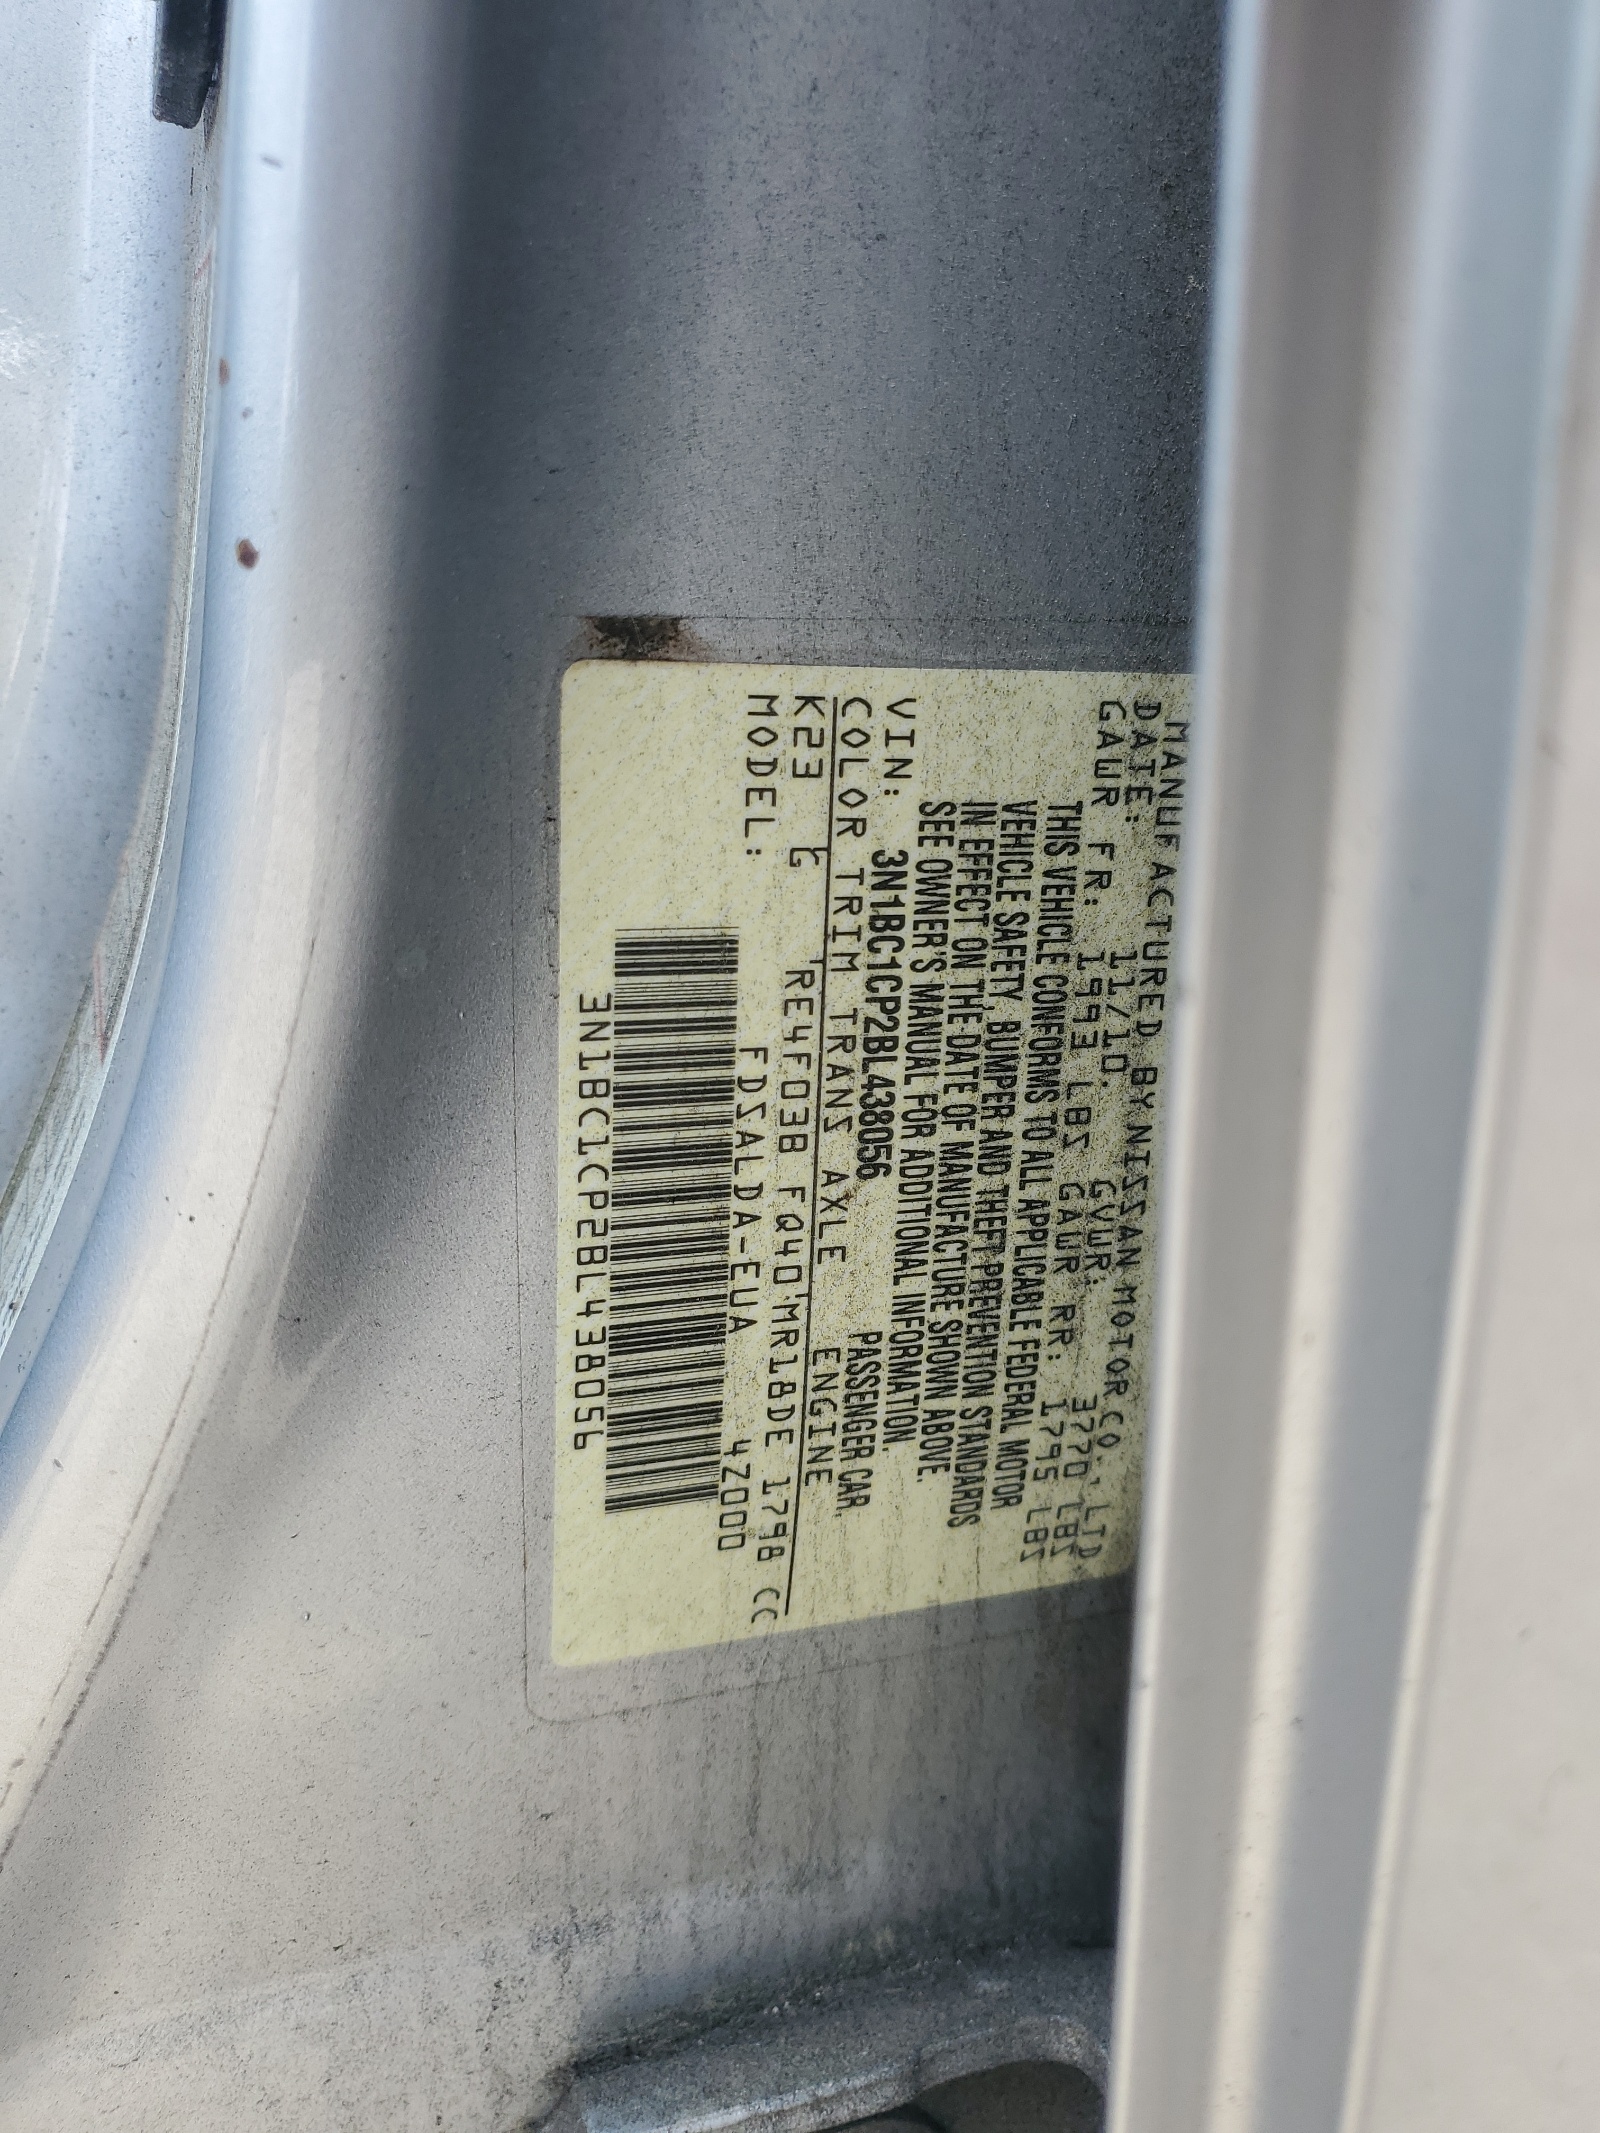 MANUFACTURED BY NISSAN MOTOR CO., LTD.
DATE: 11/10. GVWR: 3770 LBS
GAWR FR: 1993 LBS GAWR RR: 1795 LBS
THIS VEHICLE CONFORMS TO ALL APPLICABLE FEDERAL MOTOR
VEHICLE SAFETY, BUMPER AND THEFT PREVENTION STANDARDS
IN EFFECT ON THE DATE OF MANUFACTURE SHOWN ABOVE.
SEE OWNER'S MANUAL FOR ADDITIONAL INFORMATION.
VIN: 3N1BC1CP2BL438056 PASSENGER CAR.
COLOR TRIM TRANS AXLE ENGINE
K23 G RE4F03B FQ40 MR18DE 1798 CC
MODEL: FDSALDA-EUA 4Z000
3N1BC1CP2BL438056